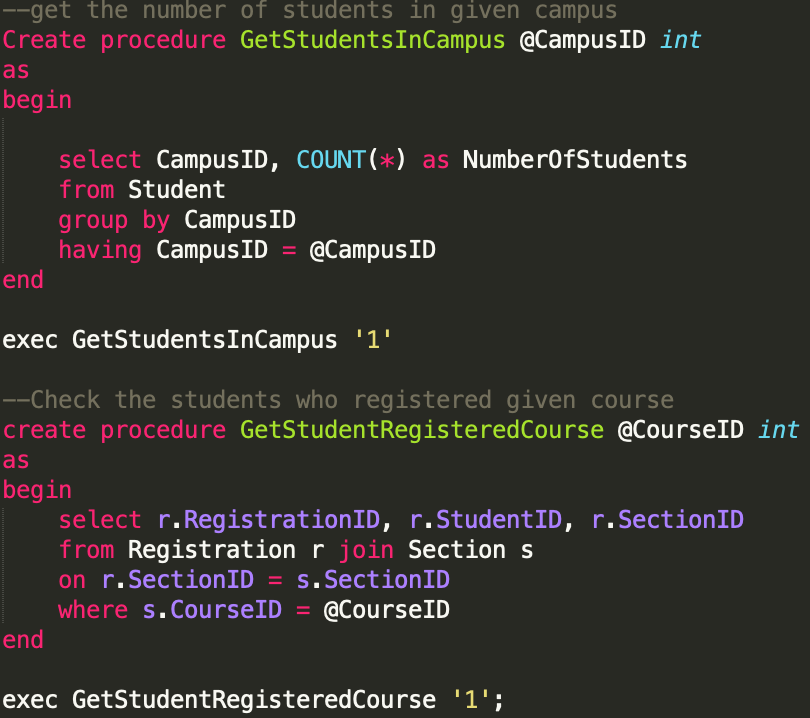 --get the number of students in given campus
Create procedure GetStudentsInCampus @CampusID int
as
begin
select CampusID, COUNT(*) as NumberOfStudents
from Student
group by CampusID
having CampusID = @CampusID
end
exec GetStudentsInCampus '1'
--Check the students who registered given course
create procedure GetStudentRegisteredCourse @CourseID int
as
begin
select r.RegistrationID, r.StudentID, r.SectionID
from Registration r join Section s
on r.SectionID = s.SectionID
where s.CourseID = @CourseID
end
exec GetStudentRegisteredCourse '1';